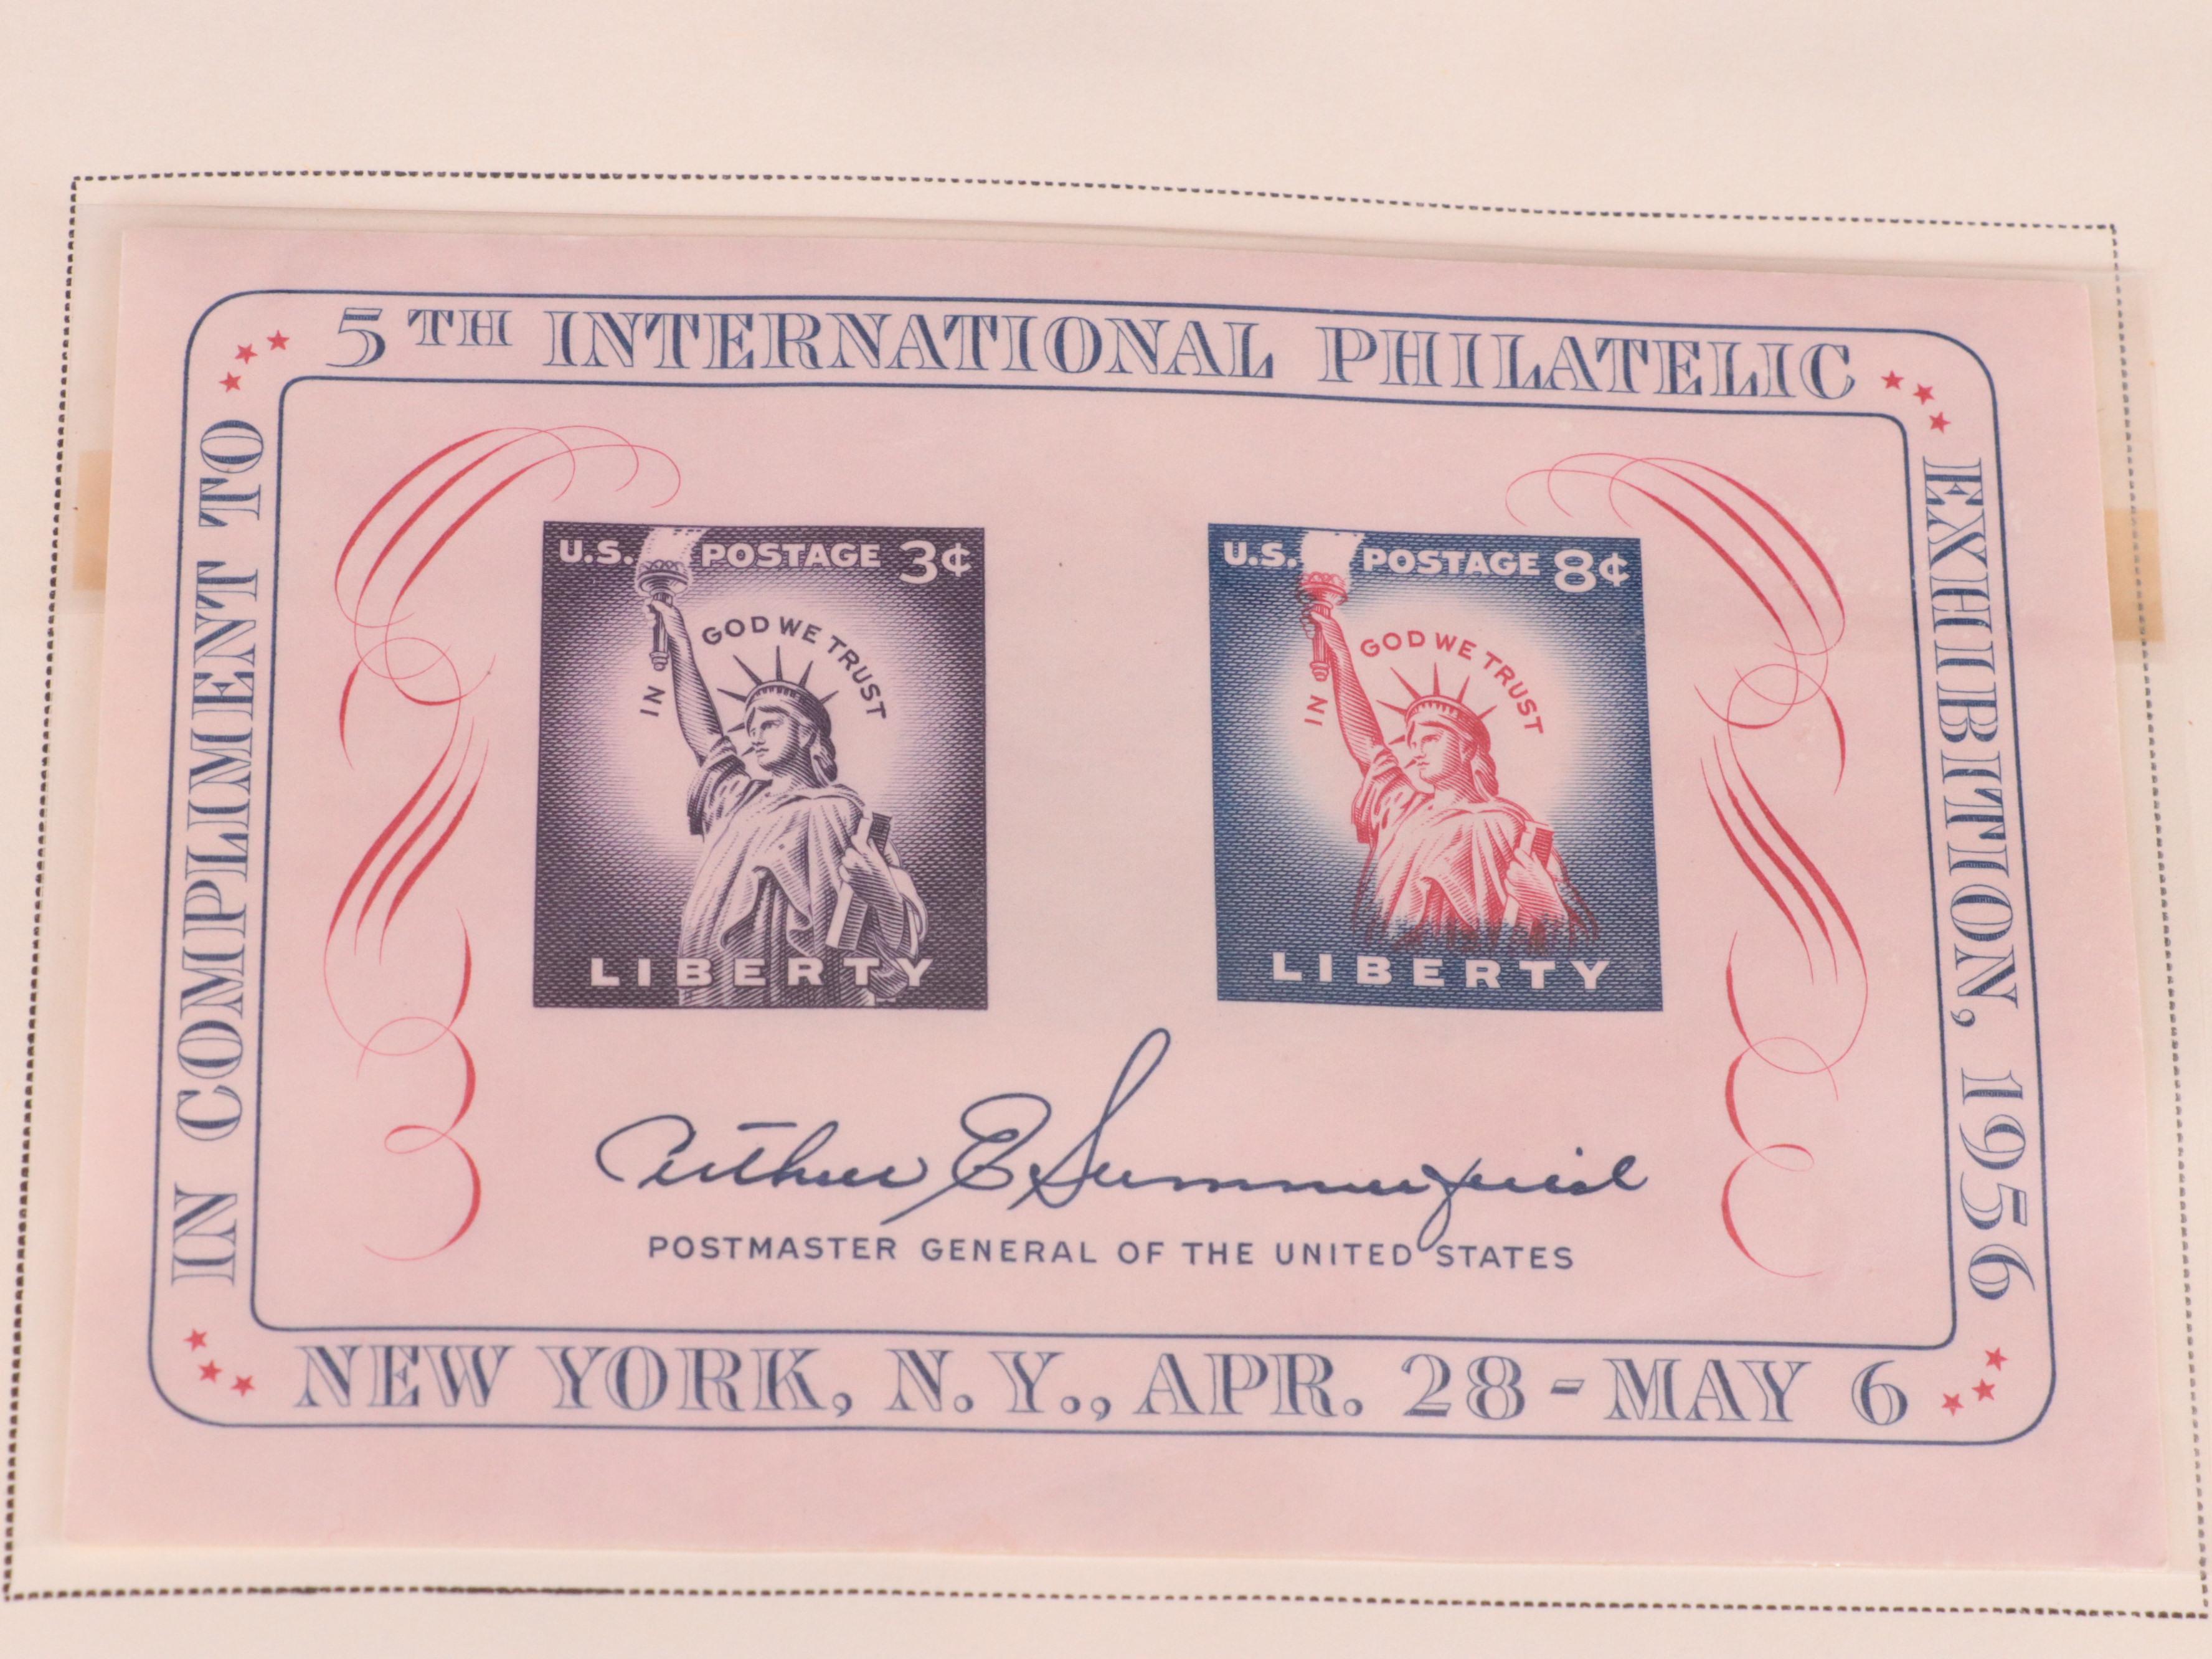 IN COMPLIMENT TO
5TH INTERNATIONAL PHILATELIC
EXHIBITION, 1956
U.S. POSTAGE 3¢
IN GOD WE TRUST
LIBERTY
U.S. POSTAGE 8¢
IN GOD WE TRUST
LIBERTY
Arthur E Summerfield
POSTMASTER GENERAL OF THE UNITED STATES
NEW YORK, N.Y., APR. 28-MAY 6